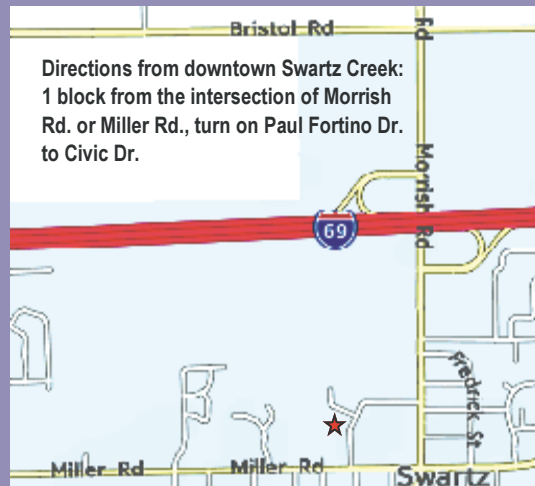 Bristol Rd
Rd
Directions from downtown Swartz Creek:
1 block from the intersection of Morrish
Rd. or Miller Rd., turn on Paul Fortino Dr.
to Civic Dr.
Morrish Rd
69
Fredrick St
Miller Rd
Miller Rd
Swartz